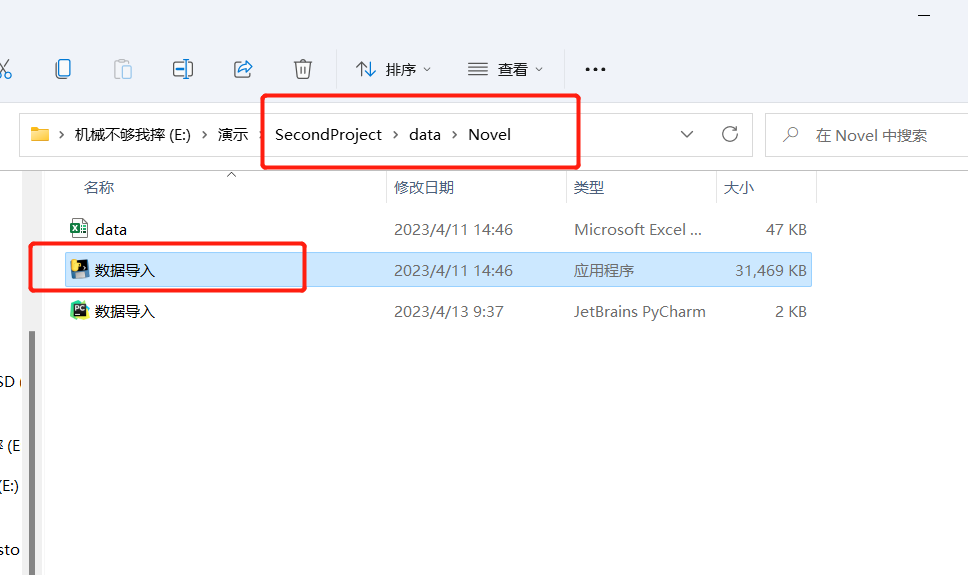 排序 查看
机械不够我摔 (E:) 演示 SecondProject data Novel 在 Novel 中搜索
名称 修改日期 类型 大小
data 2023/4/11 14:46 Microsoft Excel ... 47 KB
数据导入 2023/4/11 14:46 应用程序 31,469 KB
数据导入 2023/4/13 9:37 JetBrains PyCharm 2 KB
SD
(E
(E:)
sto